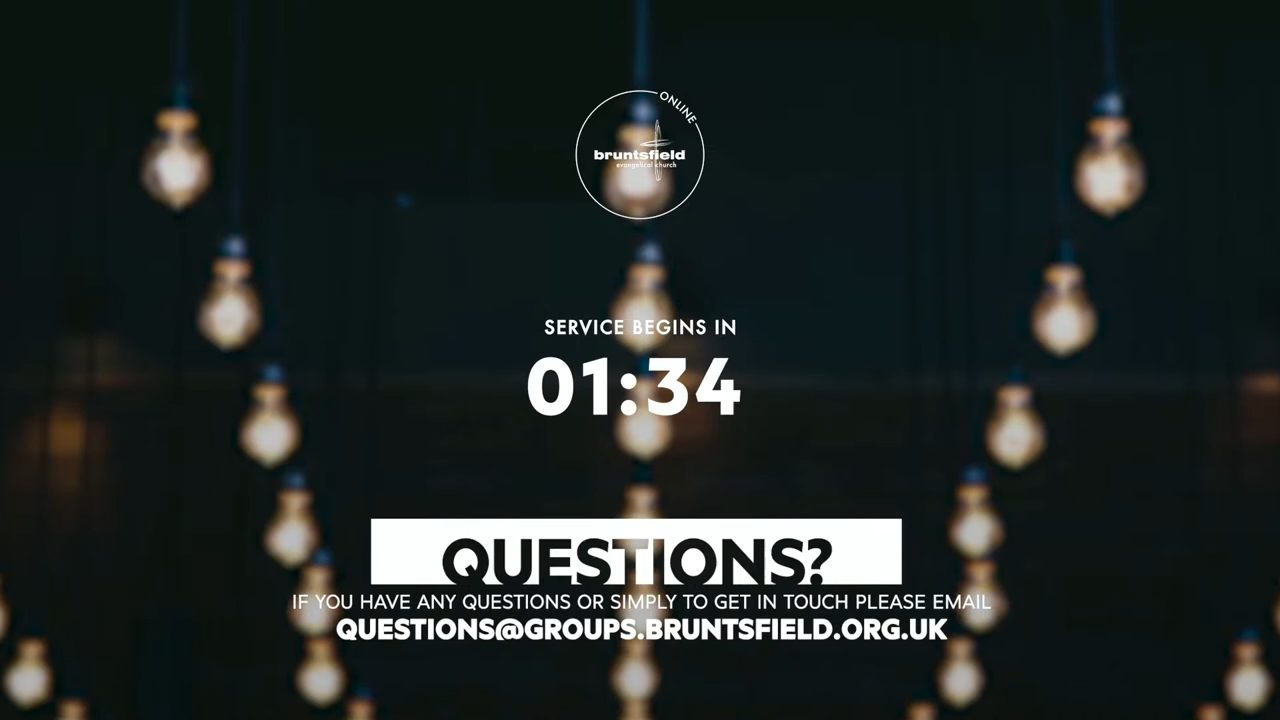 ONLINE
bruntsfield
evangelical church
SERVICE BEGINS IN
01:34
QUESTIONS?
IF YOU HAVE ANY QUESTIONS OR SIMPLY TO GET IN TOUCH PLEASE EMAIL
QUESTIONS@GROUPS.BRUNTSFIELD.ORG.UK